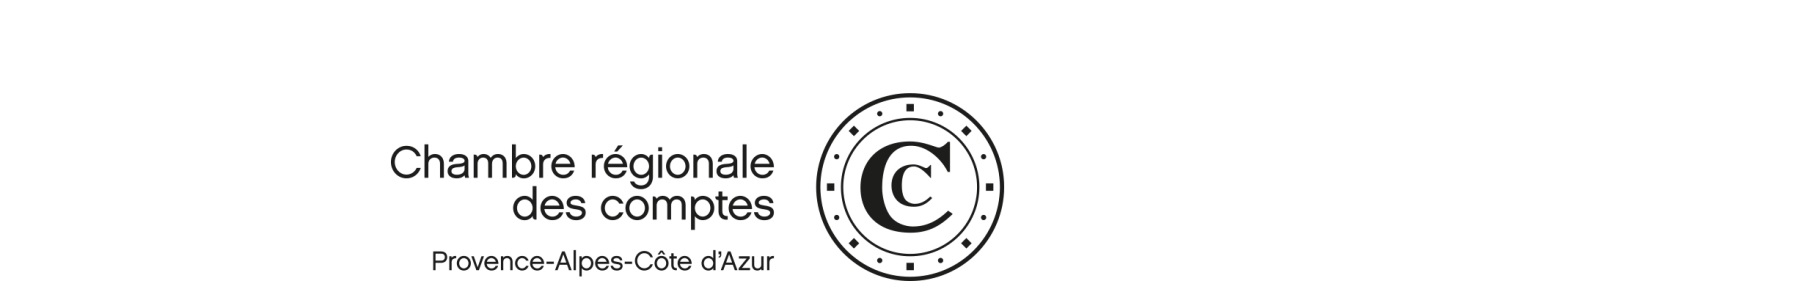 Chambre régionale
des comptes
Provence-Alpes-Côte d’Azur
CC